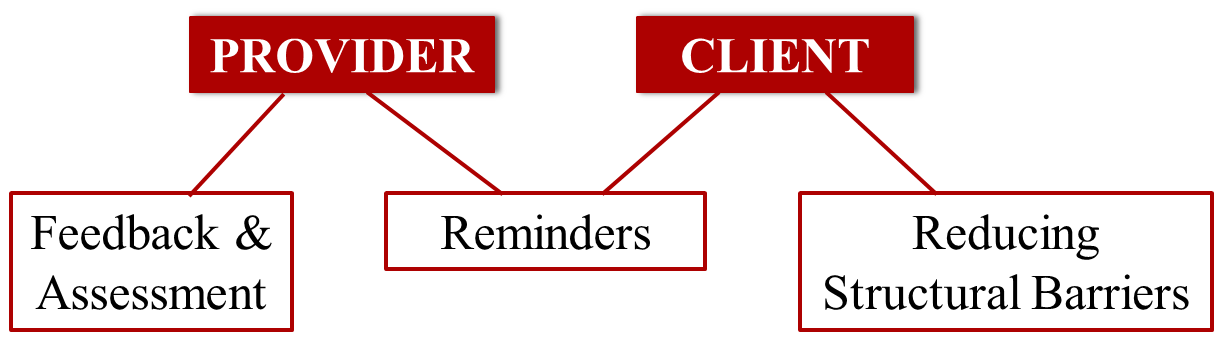 PROVIDER
CLIENT
Feedback &
Assessment
Reminders
Reducing
Structural Barriers